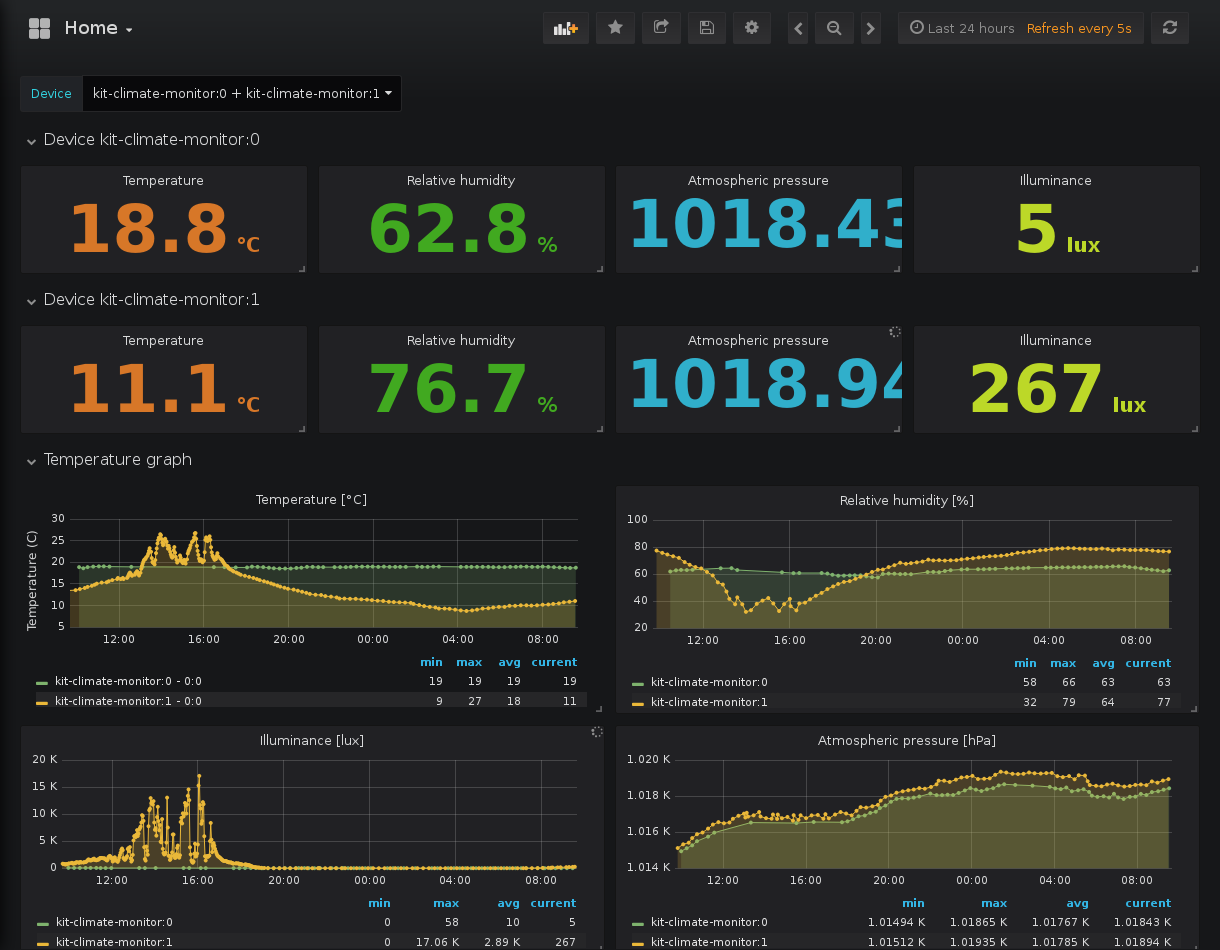 Home
Last 24 hours Refresh every 5s
Device kit-climate-monitor:0 + kit-climate-monitor:1
Device kit-climate-monitor:0
Temperature Relative humidity Atmospheric pressure Illuminance
18.8 °C 62.8 % 1018.43 5 lux
Device kit-climate-monitor:1
Temperature Relative humidity Atmospheric pressure Illuminance
11.1 °C 76.7 % 1018.94 267 lux
Temperature graph
Temperature [°C]
Temperature (C)
30
25
20
15
10
5
12:00 16:00 20:00 00:00 04:00 08:00
min max avg current
kit-climate-monitor:0 - 0:0 19 19 19 19
kit-climate-monitor:1 - 0:0 9 27 18 11
Relative humidity [%]
100
80
60
40
20
12:00 16:00 20:00 00:00 04:00 08:00
min max avg current
kit-climate-monitor:0 58 66 63 63
kit-climate-monitor:1 32 79 64 77
Illuminance [lux]
20 K
15 K
10 K
5 K
0
12:00 16:00 20:00 00:00 04:00 08:00
min max avg current
kit-climate-monitor:0 0 58 10 5
kit-climate-monitor:1 0 17.06 K 2.89 K 267
Atmospheric pressure [hPa]
1.020 K
1.018 K
1.016 K
1.014 K
12:00 16:00 20:00 00:00 04:00 08:00
min max avg current
kit-climate-monitor:0 1.01494 K 1.01865 K 1.01767 K 1.01843 K
kit-climate-monitor:1 1.01512 K 1.01935 K 1.01785 K 1.01894 K